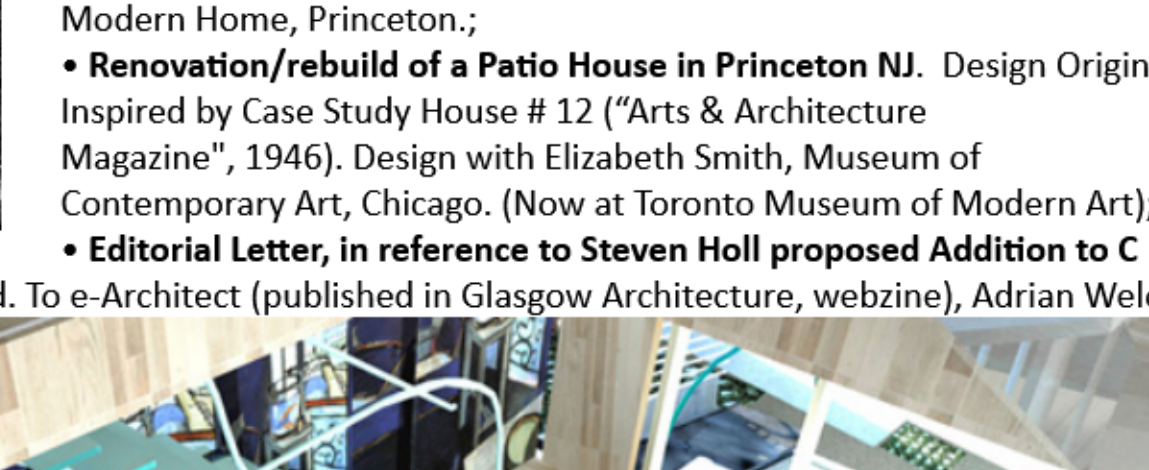 Modern Home, Princeton.;
• Renovation/rebuild of a Patio House in Princeton NJ. Design Origin
Inspired by Case Study House # 12 (“Arts & Architecture
Magazine", 1946). Design with Elizabeth Smith, Museum of
Contemporary Art, Chicago. (Now at Toronto Museum of Modern Art);
• Editorial Letter, in reference to Steven Holl proposed Addition to C
. To e-Architect (published in Glasgow Architecture, webzine), Adrian